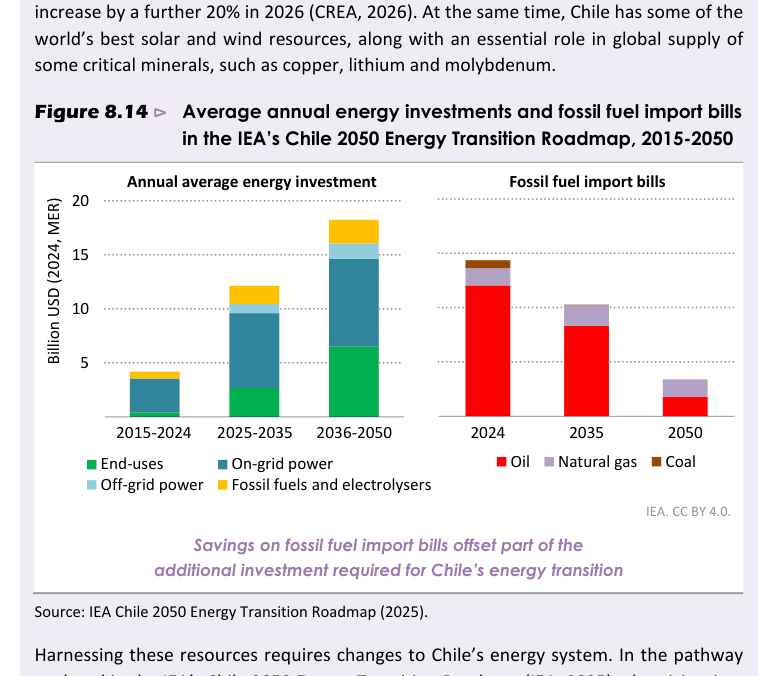 increase by a further 20% in 2026 (CREA, 2026). At the same time, Chile has some of the
world’s best solar and wind resources, along with an essential role in global supply of
some critical minerals, such as copper, lithium and molybdenum.
Figure 8.14 ▻ Average annual energy investments and fossil fuel import bills
in the IEA’s Chile 2050 Energy Transition Roadmap, 2015-2050
Annual average energy investment
Billion USD (2024, MER)
20
15
10
5
2015-2024 2025-2035 2036-2050
End-uses On-grid power
Off-grid power Fossil fuels and electrolysers
Fossil fuel import bills
2024 2035 2050
Oil Natural gas Coal
IEA. CC BY 4.0.
Savings on fossil fuel import bills offset part of the
additional investment required for Chile’s energy transition
Source: IEA Chile 2050 Energy Transition Roadmap (2025).
Harnessing these resources requires changes to Chile’s energy system. In the pathway